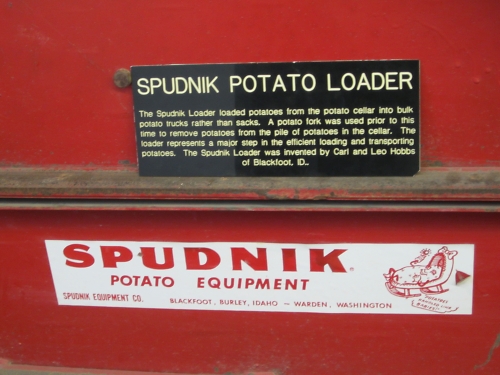 SPUDNIK POTATO LOADER
The Spudnik Loader loaded potatoes from the potato cellar into bulk
potato trucks rather than sacks. A potato fork was used prior to this
time to remove potatoes from the pile of potatoes in the cellar. The
loader represents a major step in the efficient loading and transporting
potatoes. The Spudnik Loader was invented by Carl and Leo Hobbs
of Blackfoot, ID..
SPUDNIK®
POTATO EQUIPMENT
SPUDNIK EQUIPMENT CO.
BLACKFOOT, BURLEY, IDAHO – WARDEN, WASHINGTON
POTATOES
HANDLED LIKE